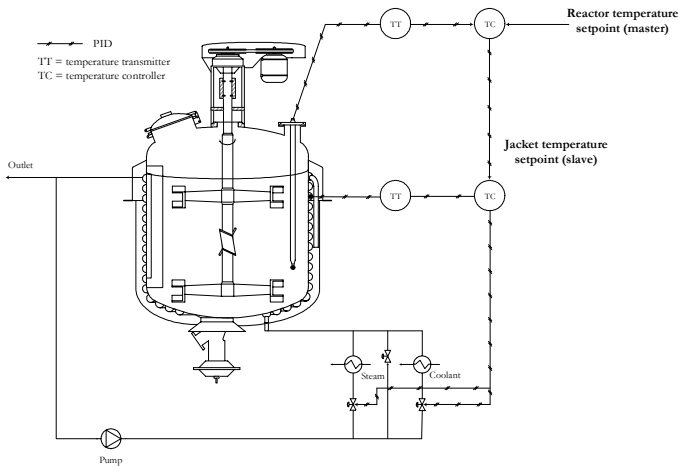 TT
TC
Reactor temperature
setpoint (master)
PID
TT = temperature transmitter
TC = temperature controller
Jacket temperature
setpoint (slave)
Outlet
TT
TC
Steam
Coolant
Pump